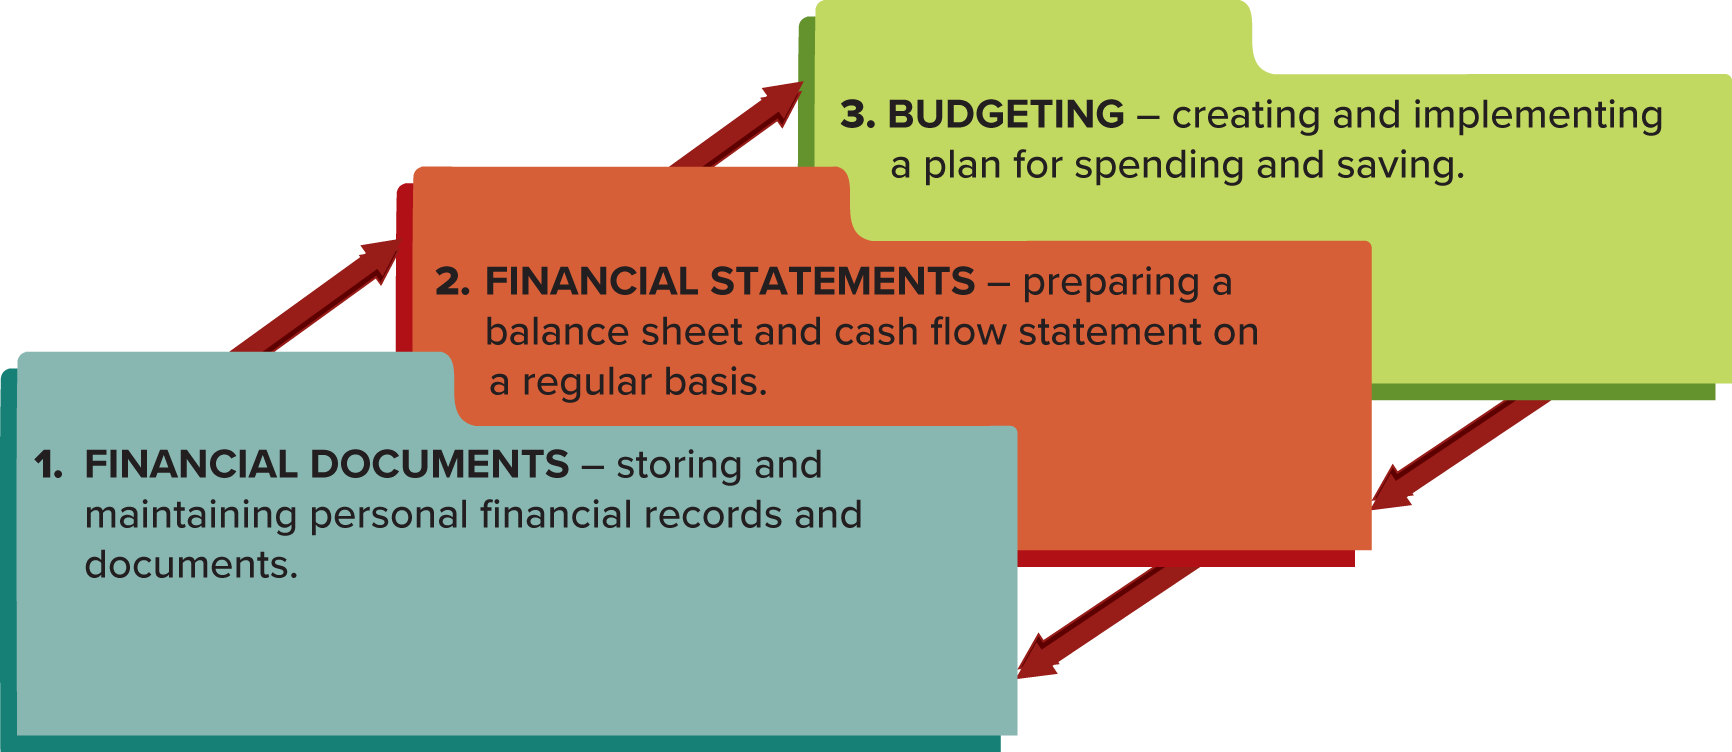 3. BUDGETING – creating and implementing
a plan for spending and saving.
2. FINANCIAL STATEMENTS – preparing a
balance sheet and cash flow statement on
a regular basis.
1. FINANCIAL DOCUMENTS – storing and
maintaining personal financial records and
documents.